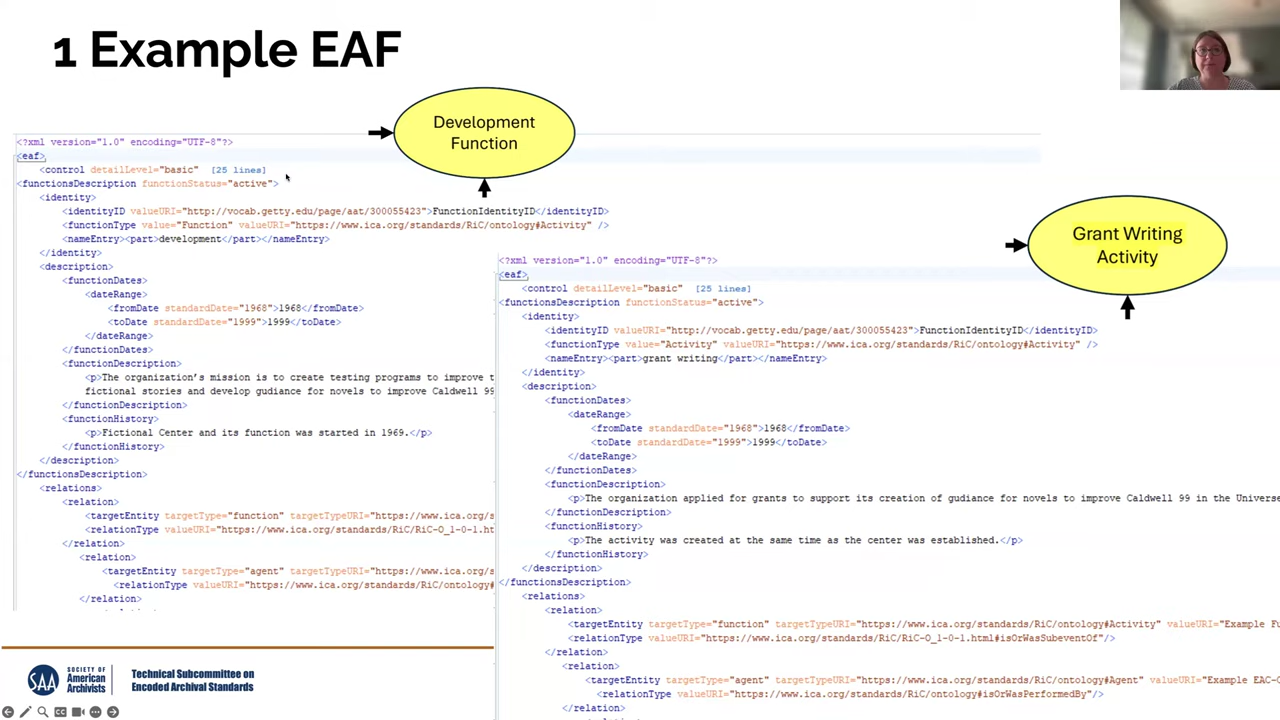 1 Example EAF
Development
Function
<?xml version="1.0" encoding="UTF-8"?>
<eaf>
<control detailLevel="basic" [25 lines]
<functionsDescription functionStatus="active">
<identity>
<identityID valueURI="http://vocab.getty.edu/page/aat/300055423">FunctionIdentityID</identityID>
<functionType value="Function" valueURI="https://www.ica.org/standards/RiC/ontology#Activity" />
<nameEntry><part>development</part></nameEntry>
</identity>
<description>
<functionDates>
<dateRange>
<fromDate standardDate="1968">1968</fromDate>
<toDate standardDate="1999">1999</toDate>
</dateRange>
</functionDates>
<functionDescription>
<p>The organization's mission is to create testing programs to improve t
fictional stories and develop gudiance for novels to improve Caldwell 99
</functionDescription>
<functionHistory>
<p>Fictional Center and its function was started in 1969.</p>
</functionHistory>
</description>
</functionsDescription>
<relations>
<relation>
<targetEntity targetType="function" targetTypeURI="https://www.ica.org/s
<relationType valueURI="https://www.ica.org/standards/RiC/RiC-O_1-0-1.ht
</relation>
<relation>
<targetEntity targetType="agent" targetTypeURI="https://www.ica.org/s
<relationType valueURI="https://www.ica.org/standards/RiC/ontology#
</relation>
Grant Writing
Activity
<?xml version="1.0" encoding="UTF-8"?>
<eaf>
<control detailLevel="basic" [25 lines]
<functionsDescription functionStatus="active">
<identity>
<identityID valueURI="http://vocab.getty.edu/page/aat/300055423">FunctionIdentityID</identityID>
<functionType value="Activity" valueURI="https://www.ica.org/standards/RiC/ontology#Activity" />
<nameEntry><part>grant writing</part></nameEntry>
</identity>
<description>
<functionDates>
<dateRange>
<fromDate standardDate="1968">1968</fromDate>
<toDate standardDate="1999">1999</toDate>
</dateRange>
</functionDates>
<functionDescription>
<p>The organization applied for grants to support its creation of gudiance for novels to improve Caldwell 99 in the Universe
</functionDescription>
<functionHistory>
<p>The activity was created at the same time as the center was established.</p>
</functionHistory>
</description>
</functionsDescription>
<relations>
<relation>
<targetEntity targetType="function" targetTypeURI="https://www.ica.org/standards/RiC/ontology#Activity" valueURI="Example Fu
<relationType valueURI="https://www.ica.org/standards/RiC/RiC-O_1-0-1.html#isOrWasSubeventOf"/>
</relation>
<relation>
<targetEntity targetType="agent" targetTypeURI="https://www.ica.org/standards/RiC/ontology#Agent" valueURI="Example EAC-C
<relationType valueURI="https://www.ica.org/standards/RiC/ontology#isOrWasPerformedBy"/>
</relation>
SAA
SOCIETY OF
American
Archivists
Technical Subcommittee on
Encoded Archival Standards